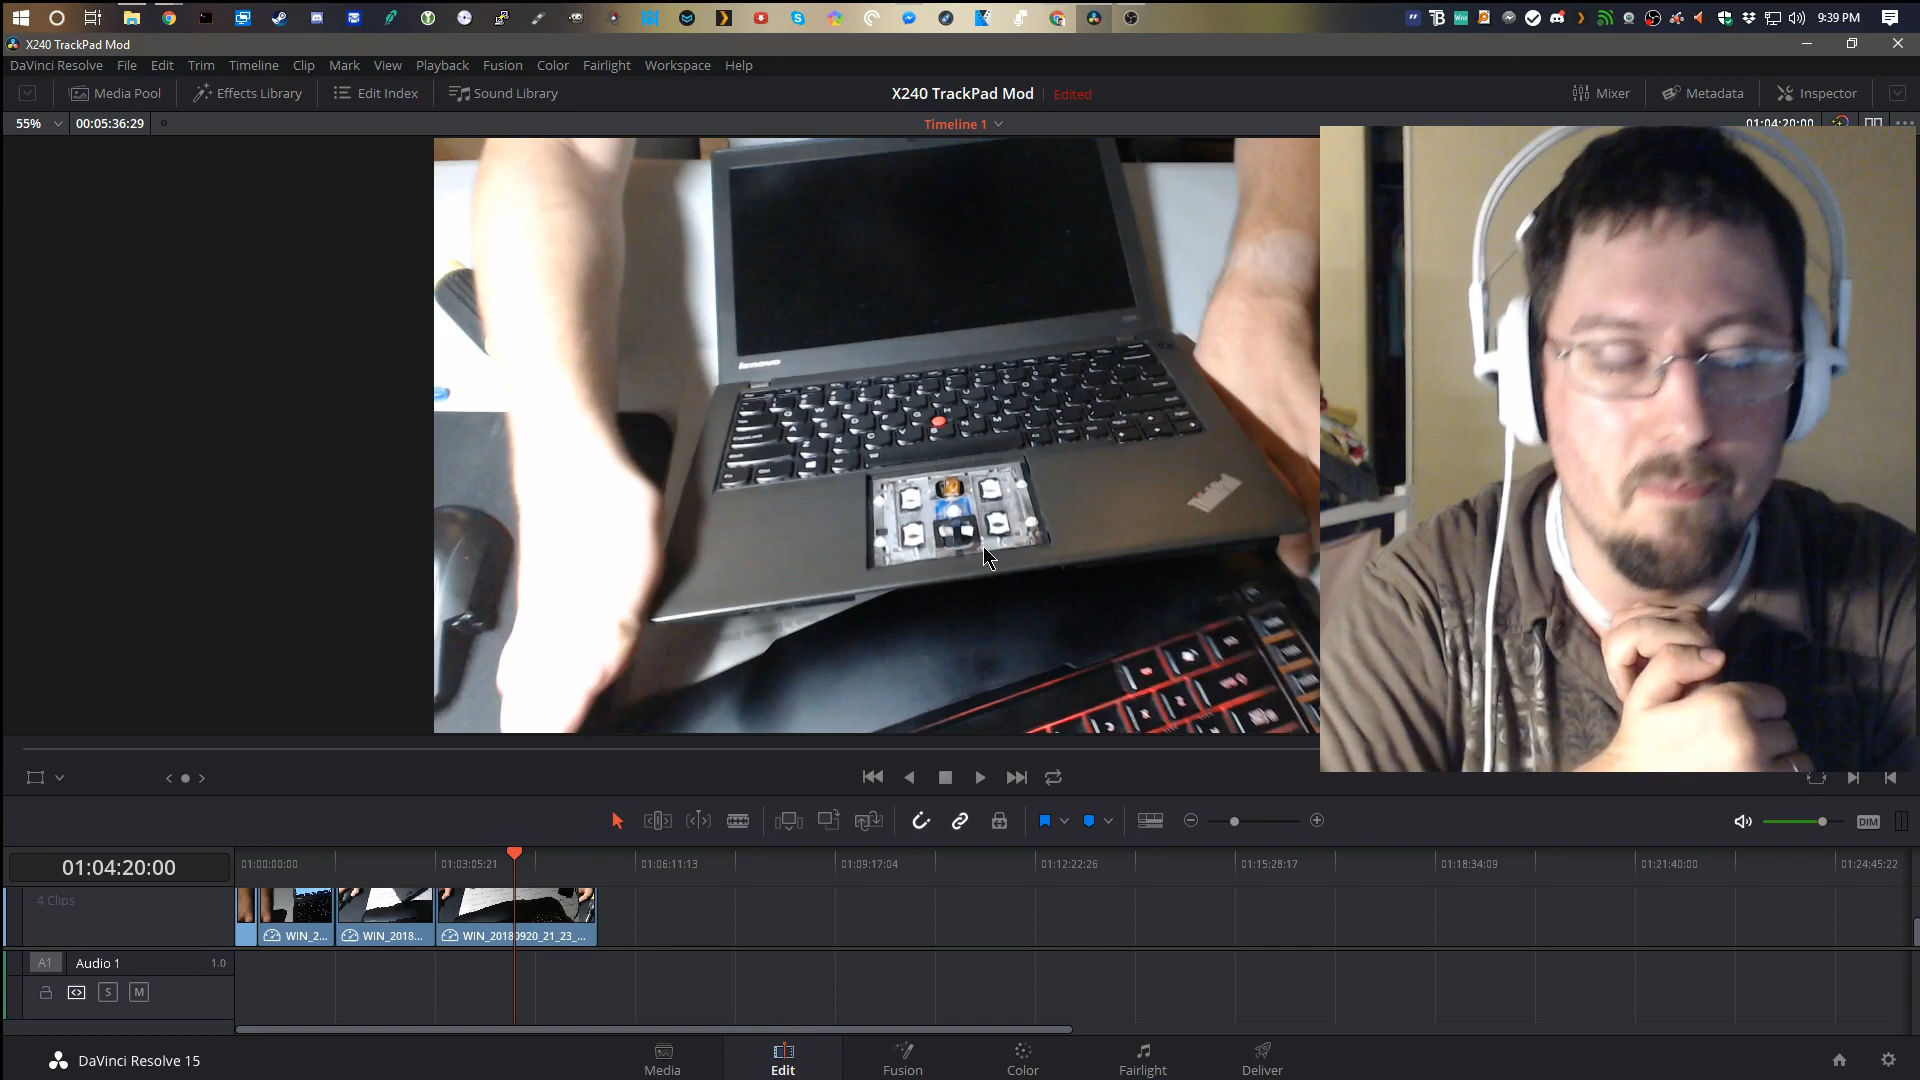 9:39 PM
X240 TrackPad Mod
DaVinci Resolve File Edit Trim Timeline Clip Mark View Playback Fusion Color Fairlight Workspace Help
Media Pool Effects Library Edit Index Sound Library X240 TrackPad Mod Edited Mixer Metadata Inspector
55% 00:05:36:29 Timeline 1 01:04:20:00
lenovo
ThinkPad
DIM
01:04:20:00 01:00:00:00 01:03:05:21 01:06:11:13 01:09:17:04 01:12:22:26 01:15:28:17 01:18:34:09 01:21:40:00 01:24:45:22
4 Clips
WIN_2... WIN_2018... WIN_20180920_21_23_...
A1 Audio 1 1.0
S M
DaVinci Resolve 15 Media Edit Fusion Color Fairlight Deliver